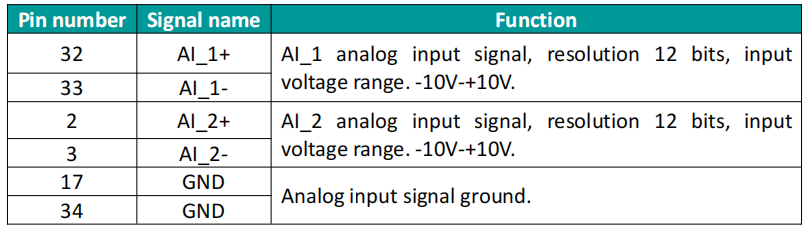 Pin number Signal name Function
32 AI_1+ AI_1 analog input signal, resolution 12 bits, input
33 AI_1- voltage range. -10V-+10V.
2 AI_2+ AI_2 analog input signal, resolution 12 bits, input
3 AI_2- voltage range. -10V-+10V.
17 GND Analog input signal ground.
34 GND